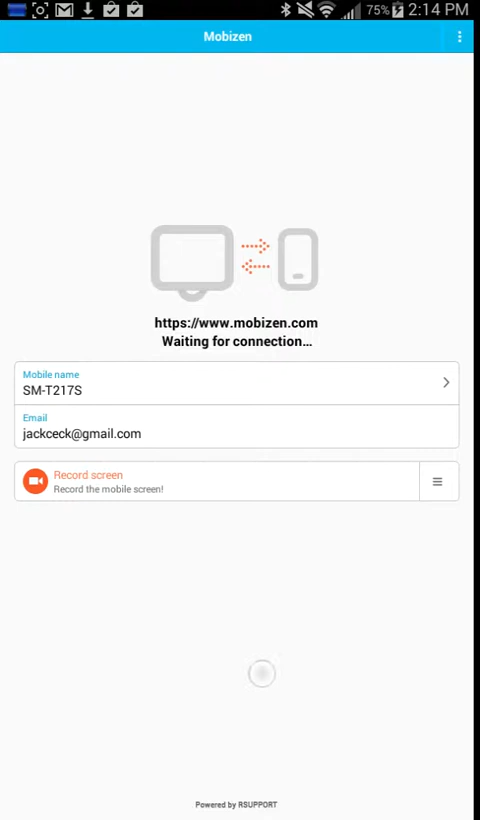 75% 2:14 PM
Mobizen
https://www.mobizen.com
Waiting for connection...
Mobile name
SM-T217S
Email
jackceck@gmail.com
Record screen
Record the mobile screen!
Powered by RSUPPORT